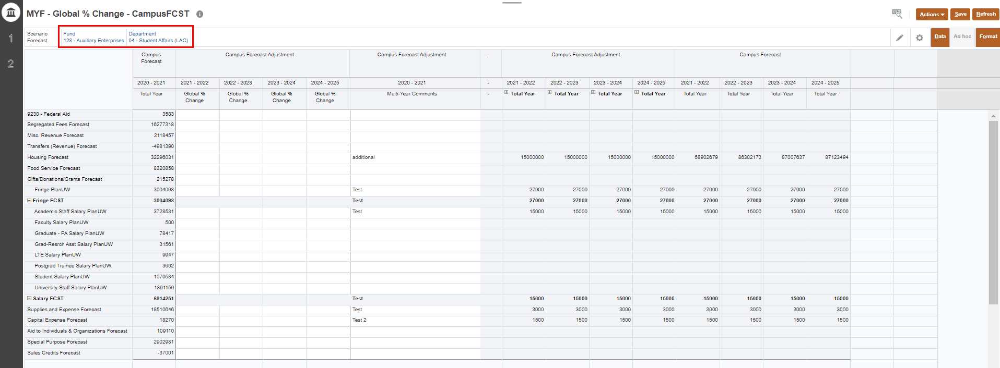 MYF - Global % Change - CampusFCST
Actions
Save
Refresh
1
2
Scenario
Forecast
Fund
128 - Auxiliary Enterprises
Department
04 - Student Affairs (LAC)
Data
Ad hoc
Format
Campus Forecast
Campus Forecast Adjustment
Campus Forecast Adjustment
-
Campus Forecast Adjustment
Campus Forecast
2020 - 2021 2021 - 2022 2022 - 2023 2023 - 2024 2024 - 2025 2020 - 2021 - 2021 - 2022 2022 - 2023 2023 - 2024 2024 - 2025 2021 - 2022 2022 - 2023 2023 - 2024 2024 - 2025
Total Year Global % Change Global % Change Global % Change Global % Change Multi-Year Comments - Total Year Total Year Total Year Total Year Total Year Total Year Total Year Total Year
9230 - Federal Aid 3583
Segregated Fees Forecast 16277318
Misc. Revenue Forecast 2118457
Transfers (Revenue) Forecast -4981390
Housing Forecast 32296031 additional 15000000 15000000 15000000 15000000 58902679 86302173 87007637 87123494
Food Service Forecast 8320858
Gifts/Donations/Grants Forecast 215278
Fringe PlanUW 3004098 Test 27000 27000 27000 27000 27000 27000 27000 27000
Fringe FCST 3004098 Test 27000 27000 27000 27000 27000 27000 27000 27000
Academic Staff Salary PlanUW 3728531 Test 15000 15000 15000 15000 15000 15000 15000 15000
Faculty Salary PlanUW 500
Graduate - PA Salary PlanUW 78417
Grad-Resrch Asst Salary PlanUW 31561
LTE Salary PlanUW 9947
Postgrad Trainee Salary PlanUW 3602
Student Salary PlanUW 1070534
University Staff Salary PlanUW 1891159
Salary FCST 6814251 Test 15000 15000 15000 15000 15000 15000 15000 15000
Supplies and Expense Forecast 18510646 Test 3000 3000 3000 3000 3000 3000 3000 3000
Capital Expense Forecast 18270 Test 2 1500 1500 1500 1500 1500 1500 1500 1500
Aid to Individuals & Organizations Forecast 109110
Special Purpose Forecast 2902981
Sales Credits Forecast -37001